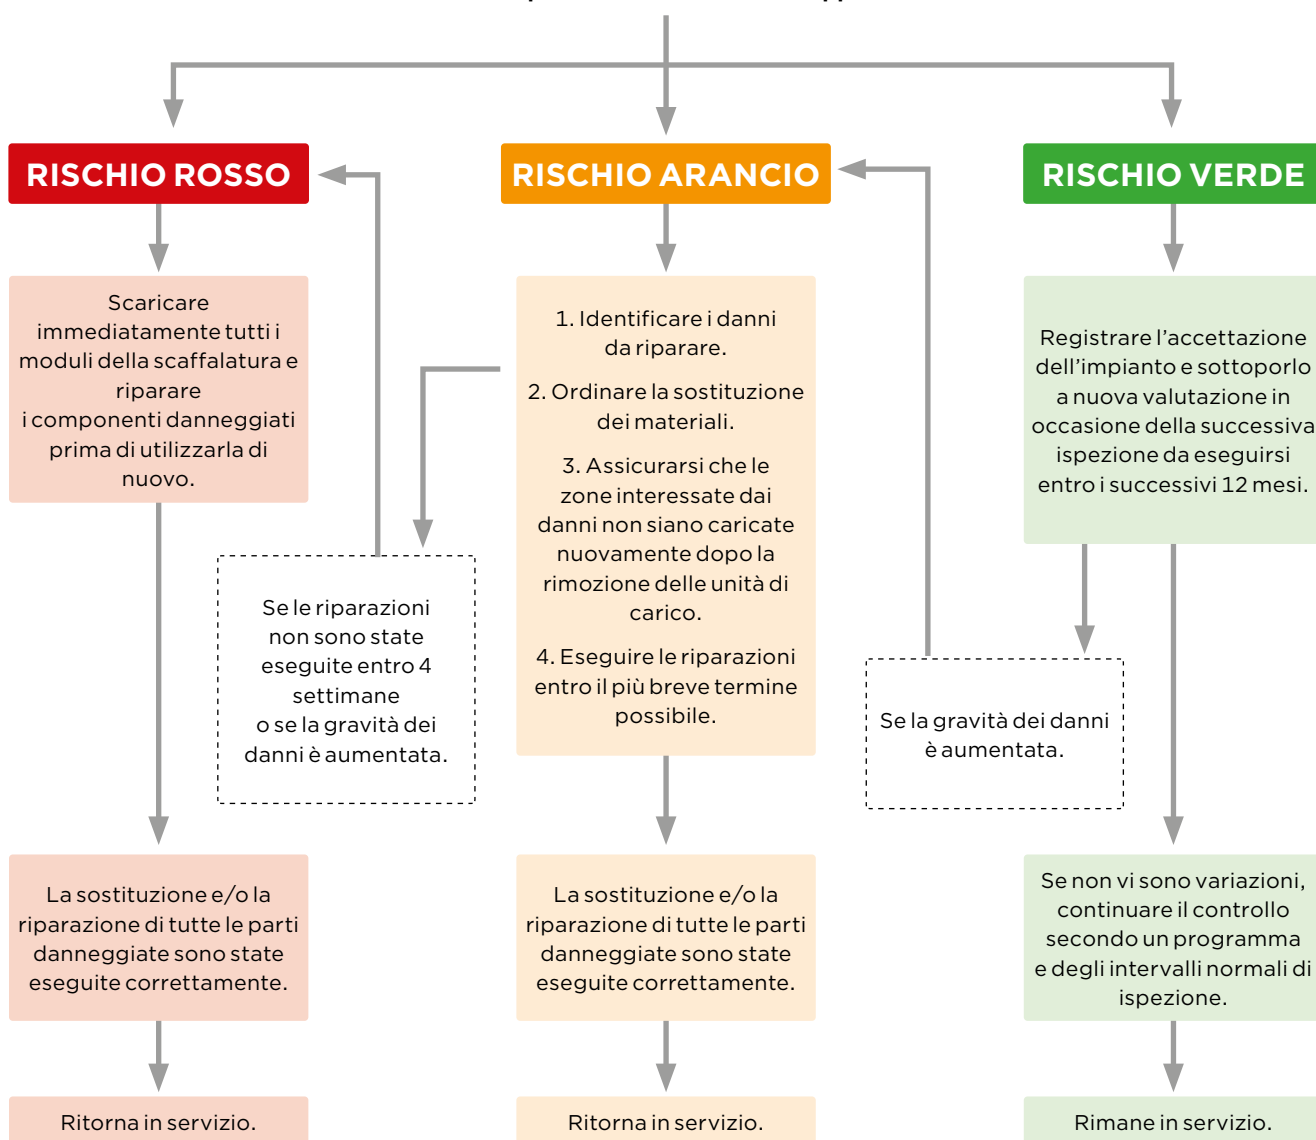 RISCHIO ROSSO
Scaricare
immediatamente tutti i
moduli della scaffalatura e
riparare
i componenti danneggiati
prima di utilizzarla di
nuovo.
Se le riparazioni
non sono state
eseguite entro 4
settimane
o se la gravità dei
danni è aumentata.
La sostituzione e/o la
riparazione di tutte le parti
danneggiate sono state
eseguite correttamente.
Ritorna in servizio.
RISCHIO ARANCIO
1. Identificare i danni
da riparare.
2. Ordinare la sostituzione
dei materiali.
3. Assicurarsi che le
zone interessate dai
danni non siano caricate
nuovamente dopo la
rimozione delle unità di
carico.
4. Eseguire le riparazioni
entro il più breve termine
possibile.
La sostituzione e/o la
riparazione di tutte le parti
danneggiate sono state
eseguite correttamente.
Ritorna in servizio.
RISCHIO VERDE
Registrare l’accettazione
dell’impianto e sottoporlo
a nuova valutazione in
occasione della successiva
ispezione da eseguirsi
entro i successivi 12 mesi.
Se la gravità dei danni
è aumentata.
Se non vi sono variazioni,
continuare il controllo
secondo un programma
e degli intervalli normali di
ispezione.
Rimane in servizio.